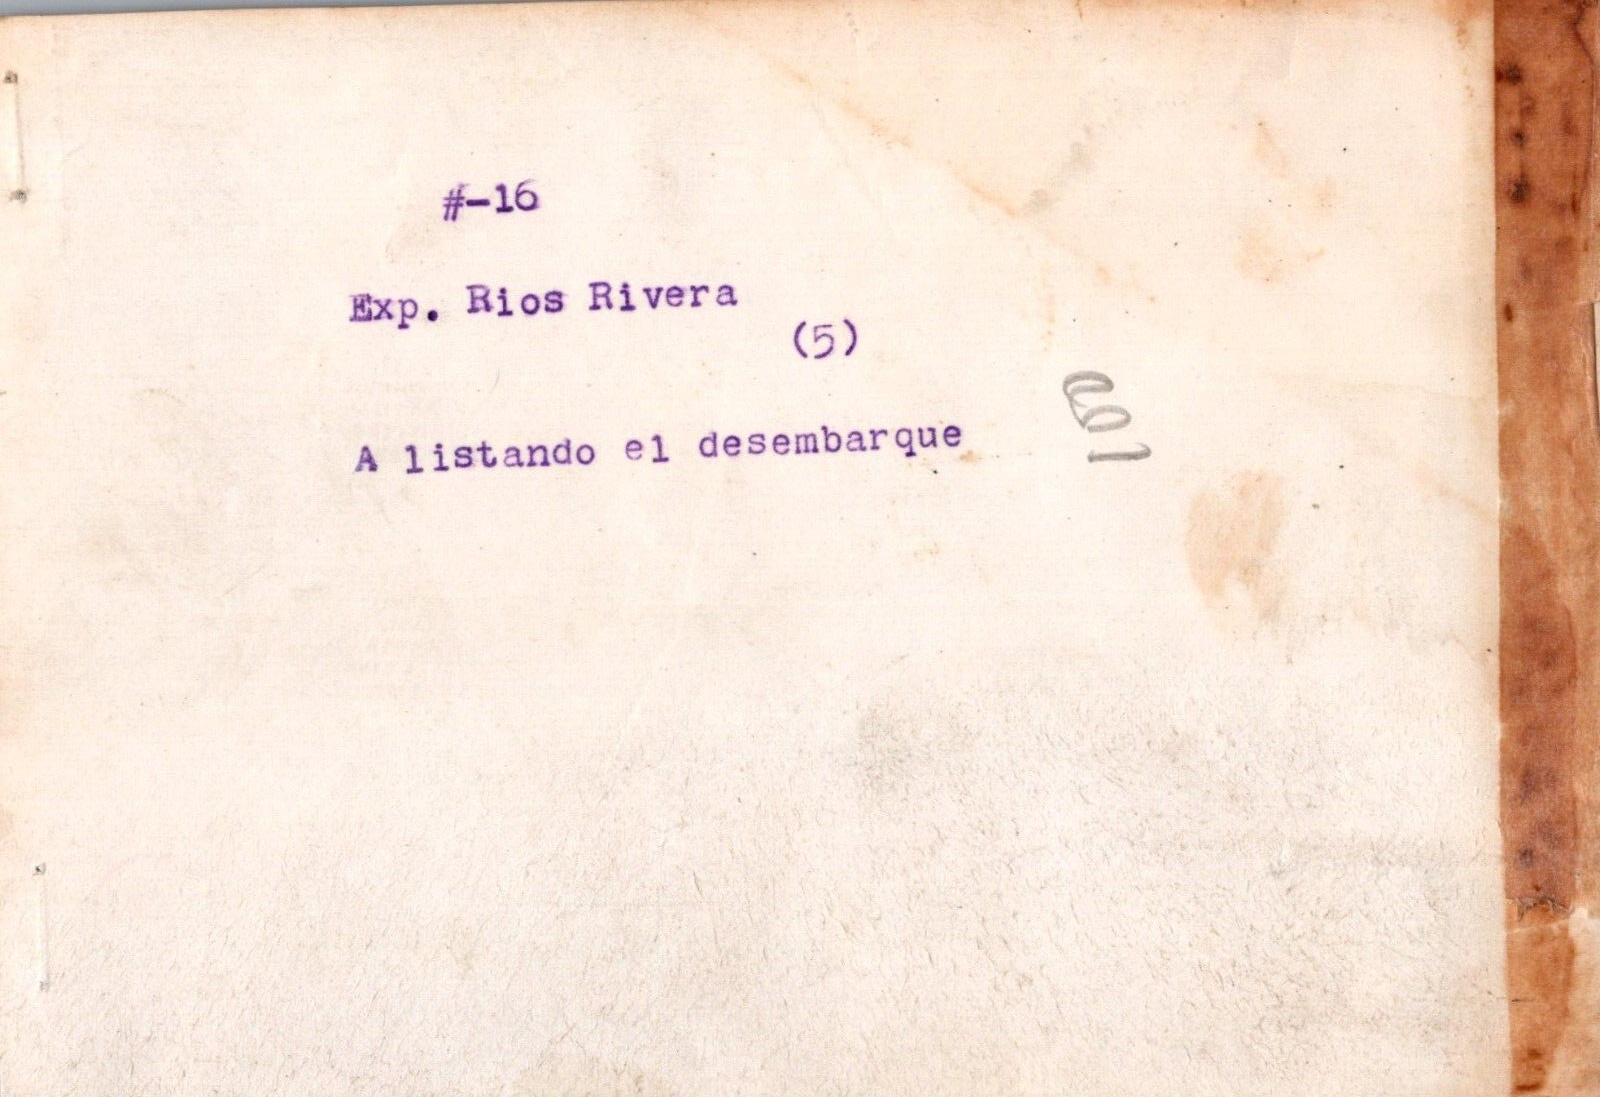 #-16
Exp. Rios Rivera
(5)
A listando el desembarque